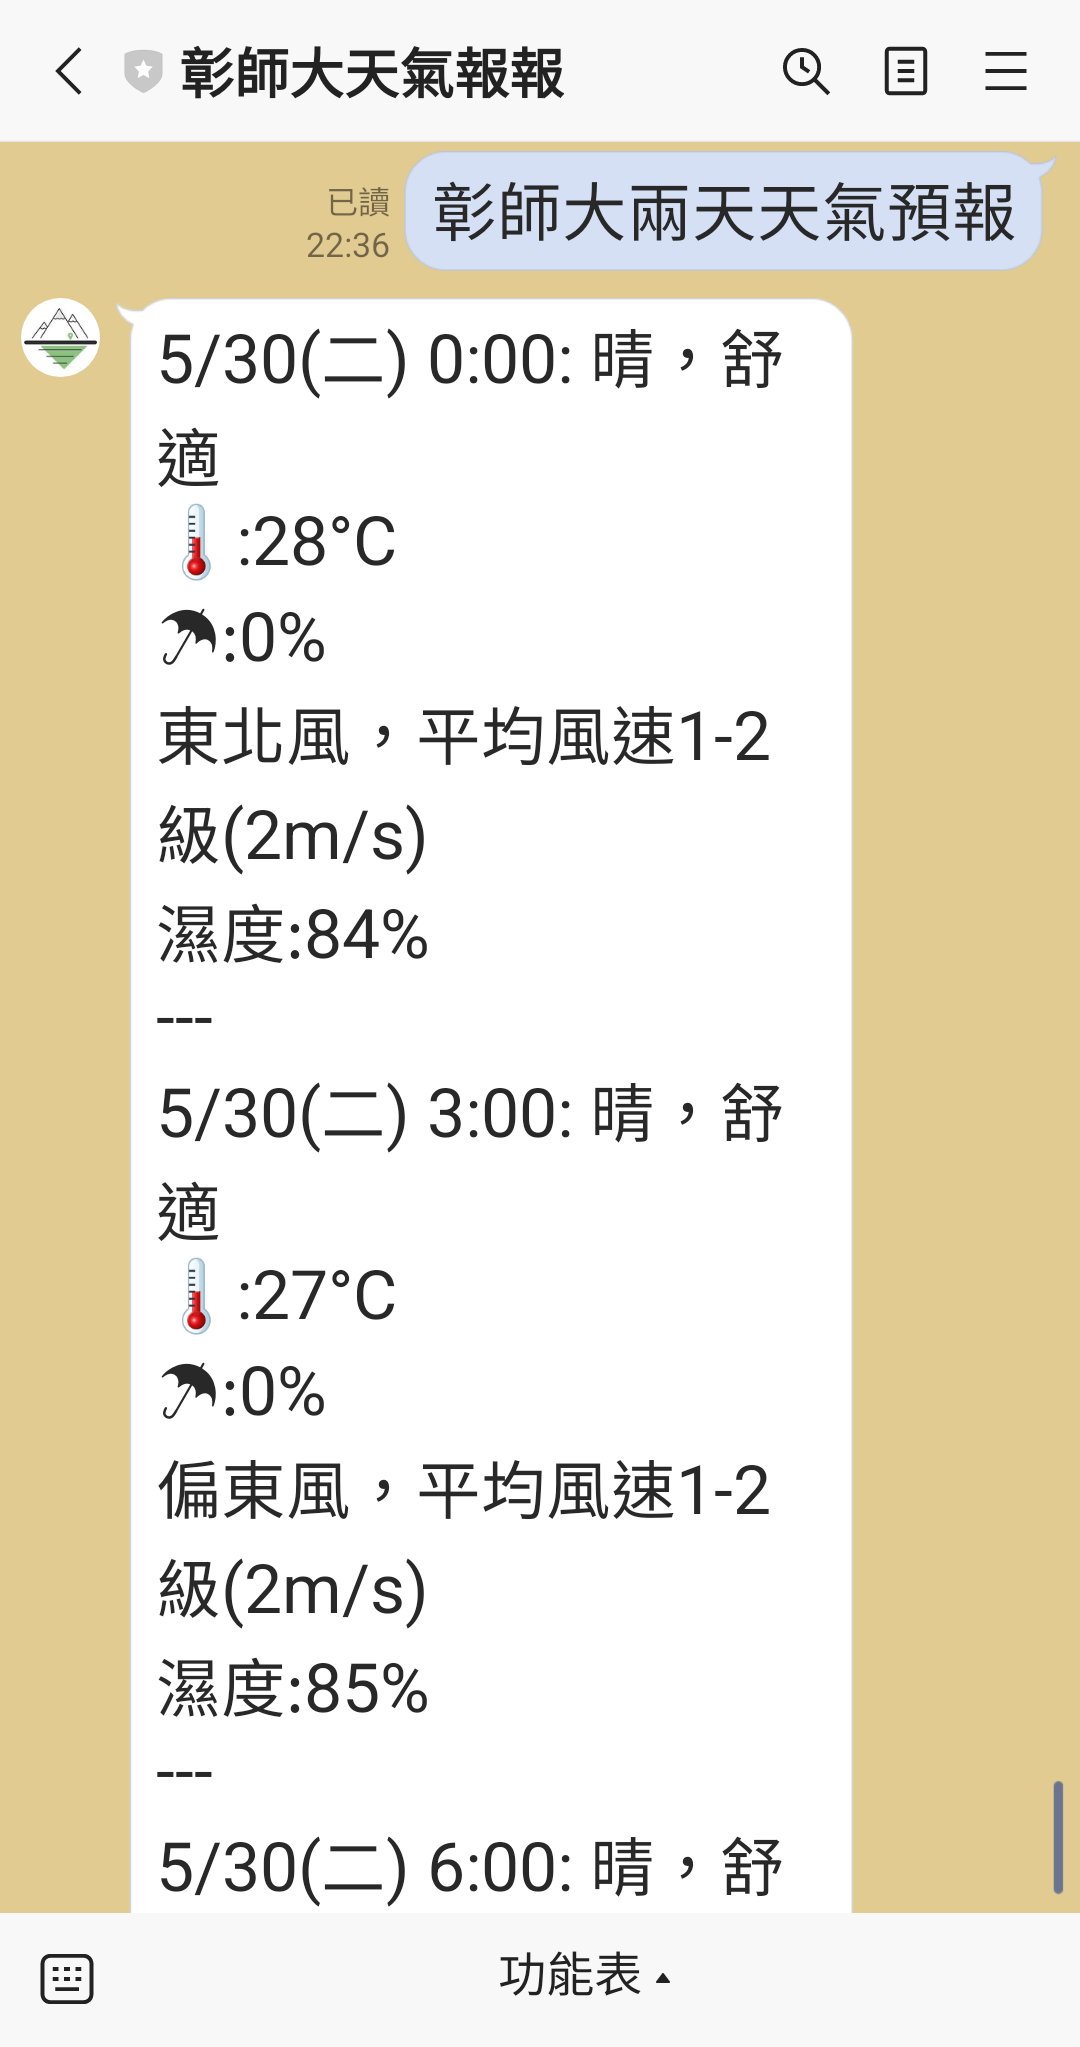 彰師大天氣報報
彰師大兩天天氣預報
已讀
22:36
5/30(二) 0:00: 晴，舒
適
🌡️:28°C
☂:0%
東北風，平均風速1-2
級(2m/s)
濕度:84%
---
5/30(二) 3:00: 晴，舒
適
🌡️:27°C
☂:0%
偏東風，平均風速1-2
級(2m/s)
濕度:85%
---
5/30(二) 6:00: 晴，舒
功能表